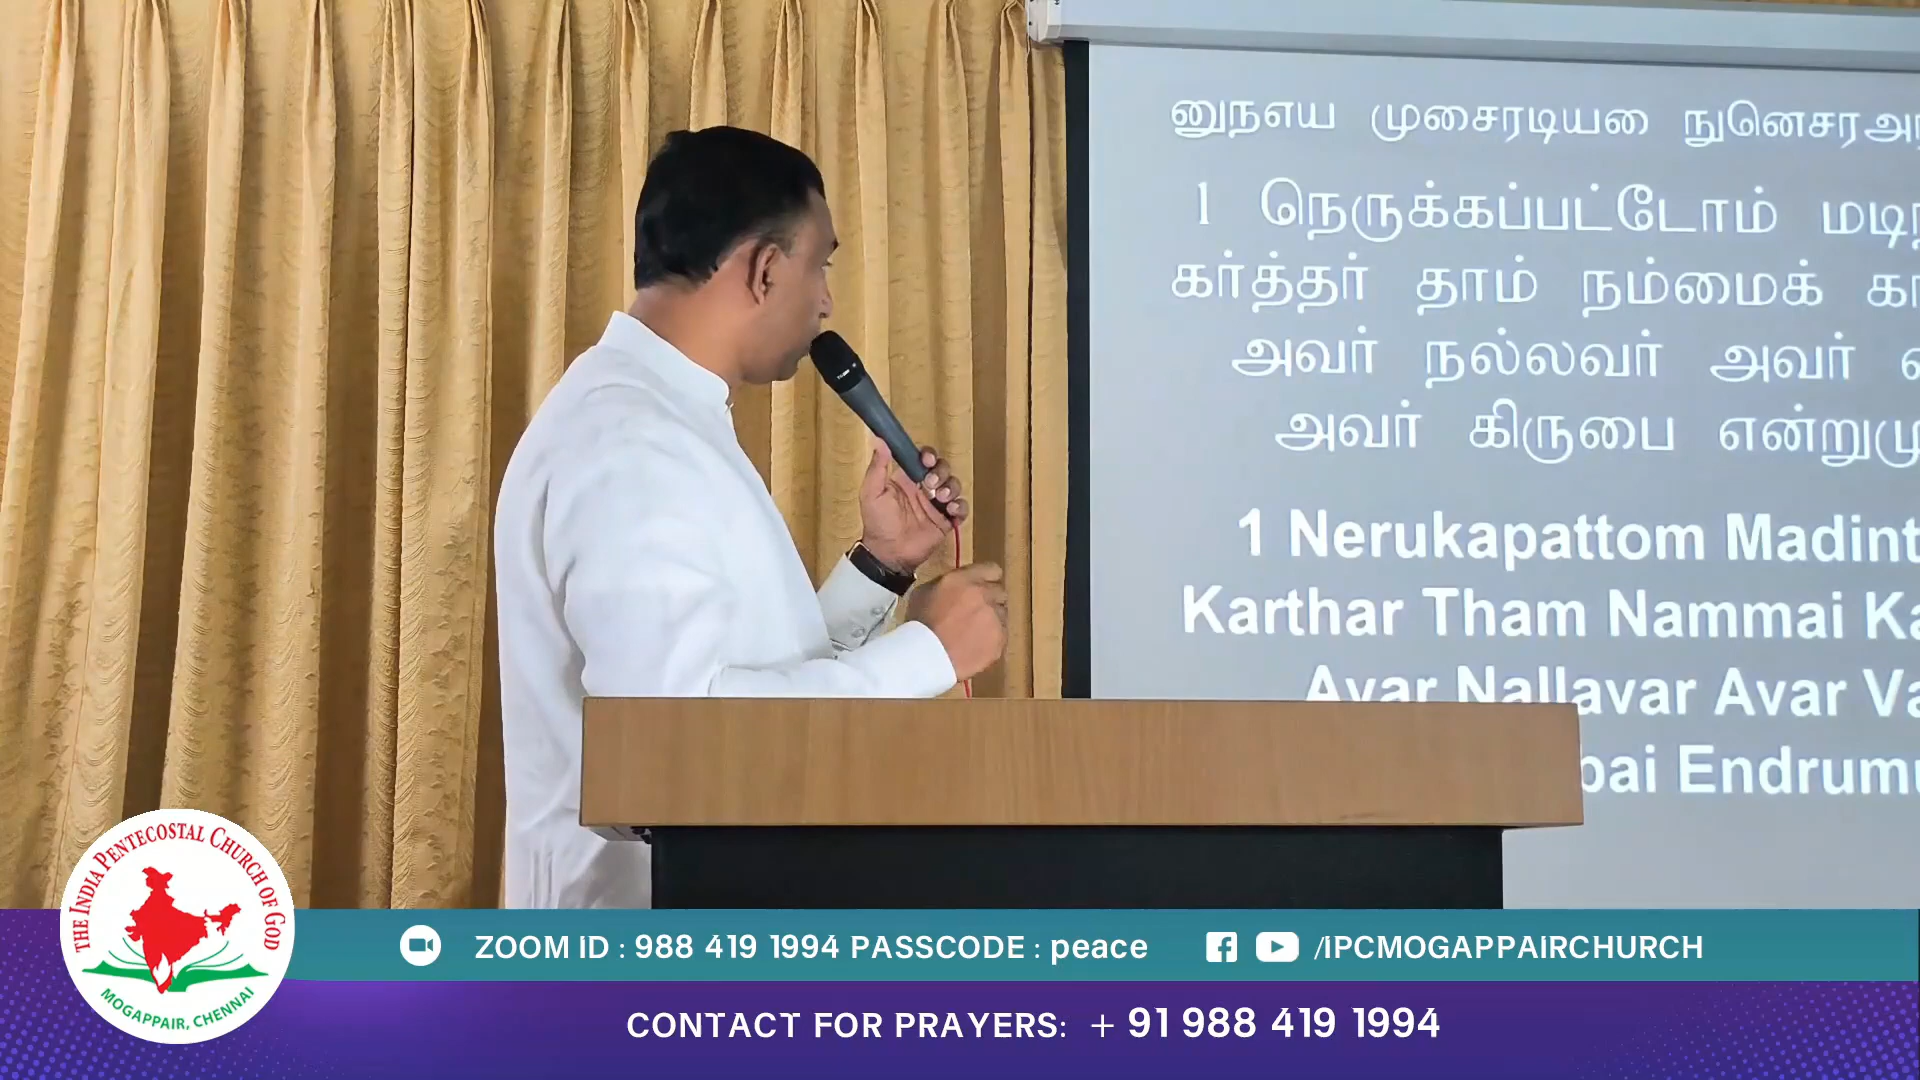 னுநஎய முசைரடியடை நுனெசரஅ
1 நெருக்கப்பட்டோம்
கர்த்தர் தாம் நம்மைக்
அவர் நல்லவர் அவர்
அவர் கிருபை
1 Nerukapattom
Karthar Tham Nammai
Avar Nallavar Avar
THE INDIA PENTECOSTAL CHURCH OF GOD
MOGAPPAIR, CHENNAI
ZOOM ID : 988 419 1994 PASSCODE : peace /IPCMOGAPPAIRCHURCH
CONTACT FOR PRAYERS: + 91 988 419 1994